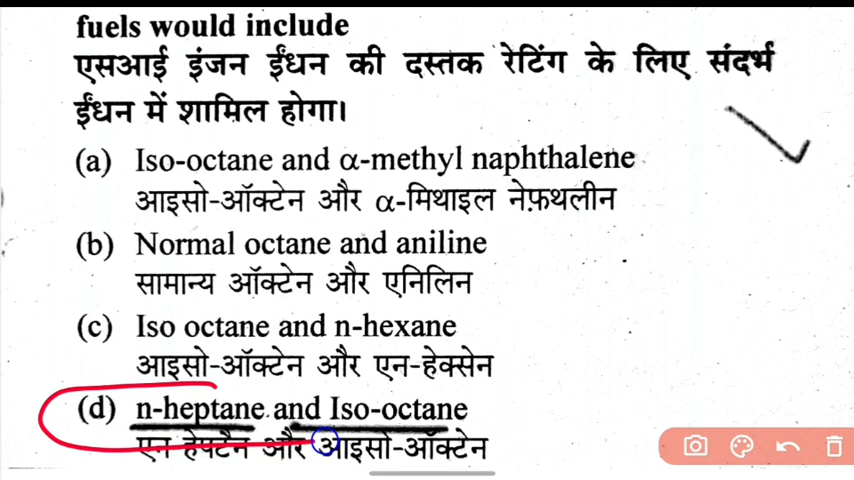 fuels would include
एसआई इंजन ईंधन की दस्तक रेटिंग के लिए संदर्भ
ईंधन में शामिल होगा।
(a) Iso-octane and α-methyl naphthalene
आइसो-ऑक्टेन और α-मिथाइल नेफ़थलीन
(b) Normal octane and aniline
सामान्य ऑक्टेन और एनिलिन
(c) Iso octane and n-hexane
आइसो-ऑक्टेन और एन-हेक्सेन
(d) n-heptane and Iso-octane
एन हेप्टैन और आइसो-ऑक्टेन